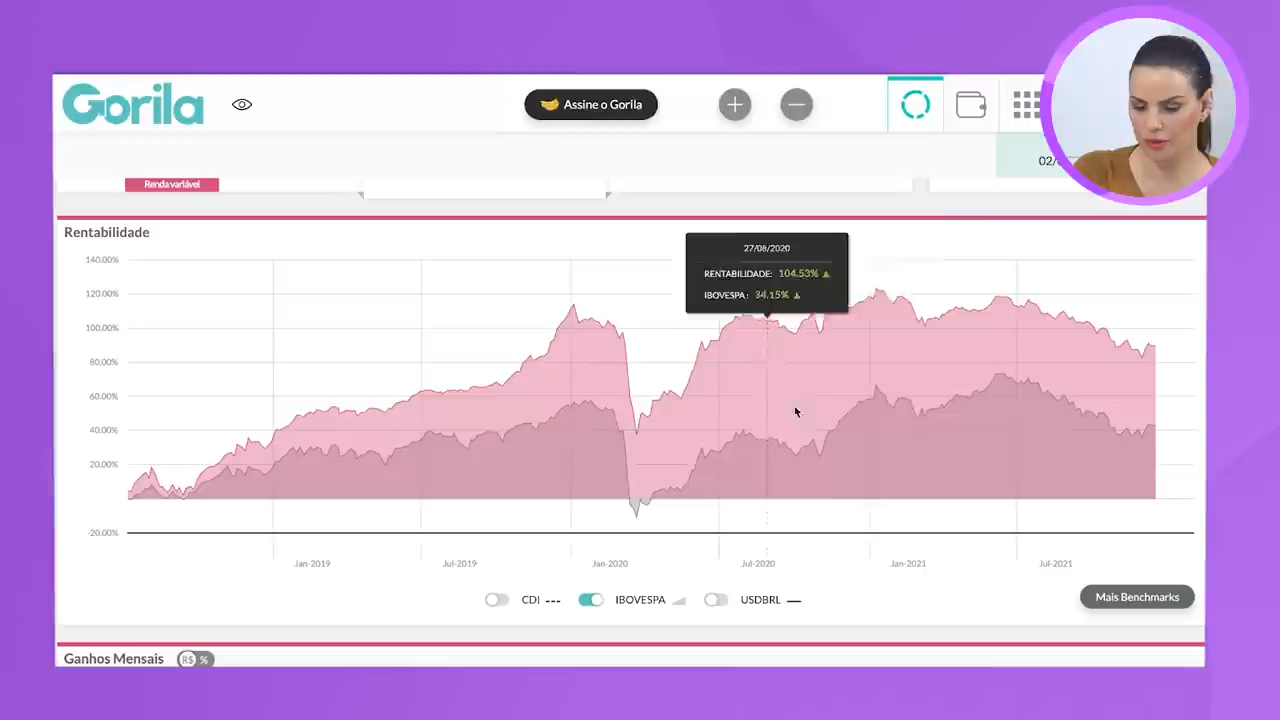 Gorila
Assine o Gorila
02/
Renda variável
Rentabilidade
27/08/2020
RENTABILIDADE: 104.53% ▲
IBOVESPA: 34.15% ▲
140.00%
120.00%
100.00%
80.00%
60.00%
40.00%
20.00%
-20.00%
Jan-2019 Jul-2019 Jan-2020 Jul-2020 Jan-2021 Jul-2021
CDI IBOVESPA USDBRL
Mais Benchmarks
Ganhos Mensais R$ %